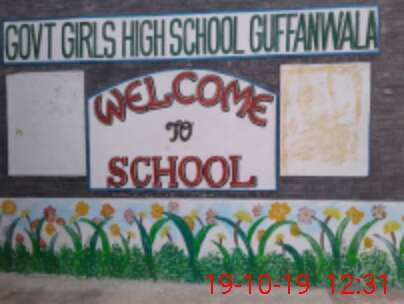 GOVT GIRLS HIGH SCHOOL GUFFANWALA
WELCOME
TO
SCHOOL
19-10-19 12:31